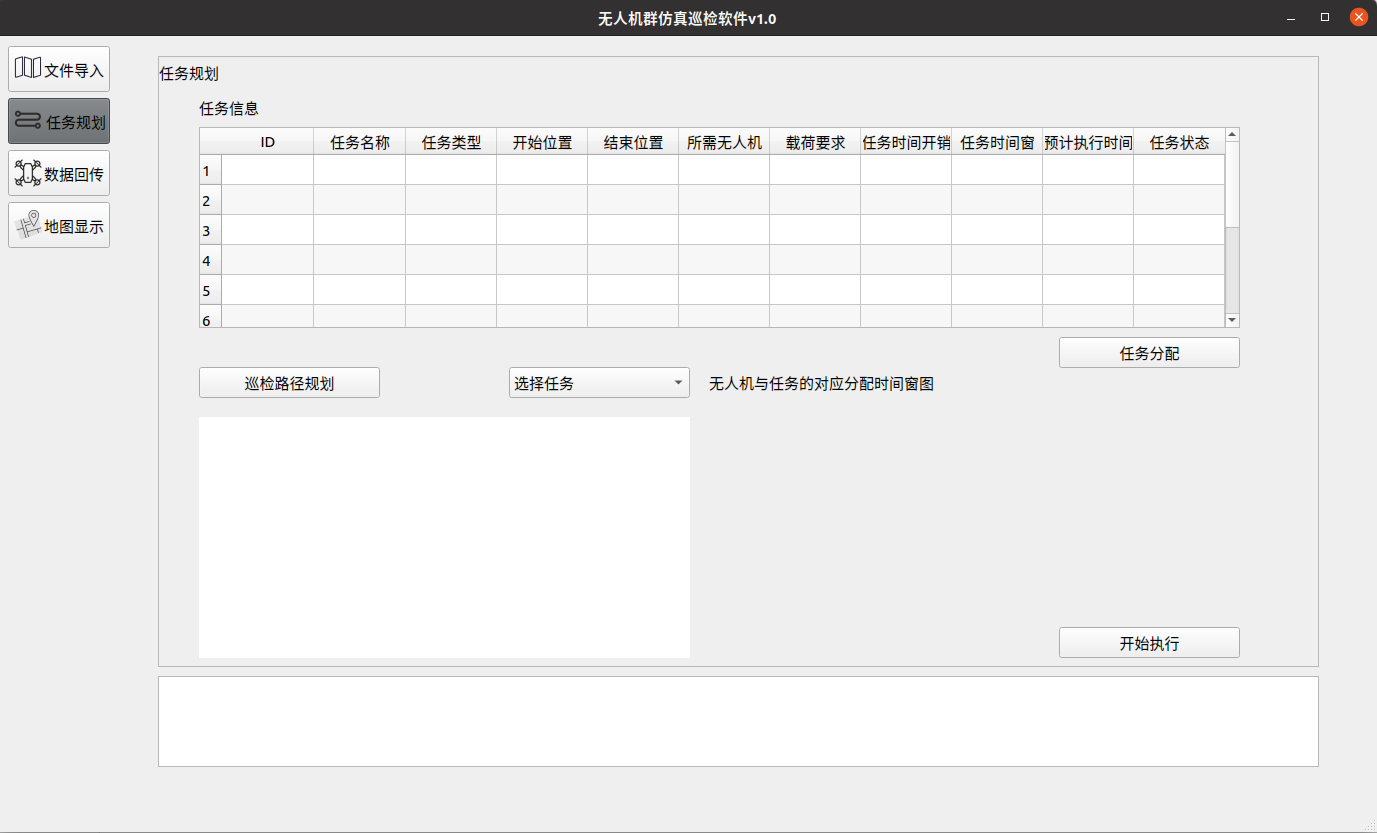 无人机群仿真巡检软件v1.0
文件导入
任务规划
数据回传
地图显示
任务规划
任务信息
ID 任务名称 任务类型 开始位置 结束位置 所需无人机 载荷要求 任务时间开销 任务时间窗 预计执行时间 任务状态
1
2
3
4
5
6
任务分配
巡检路径规划 选择任务 无人机与任务的对应分配时间窗图
开始执行